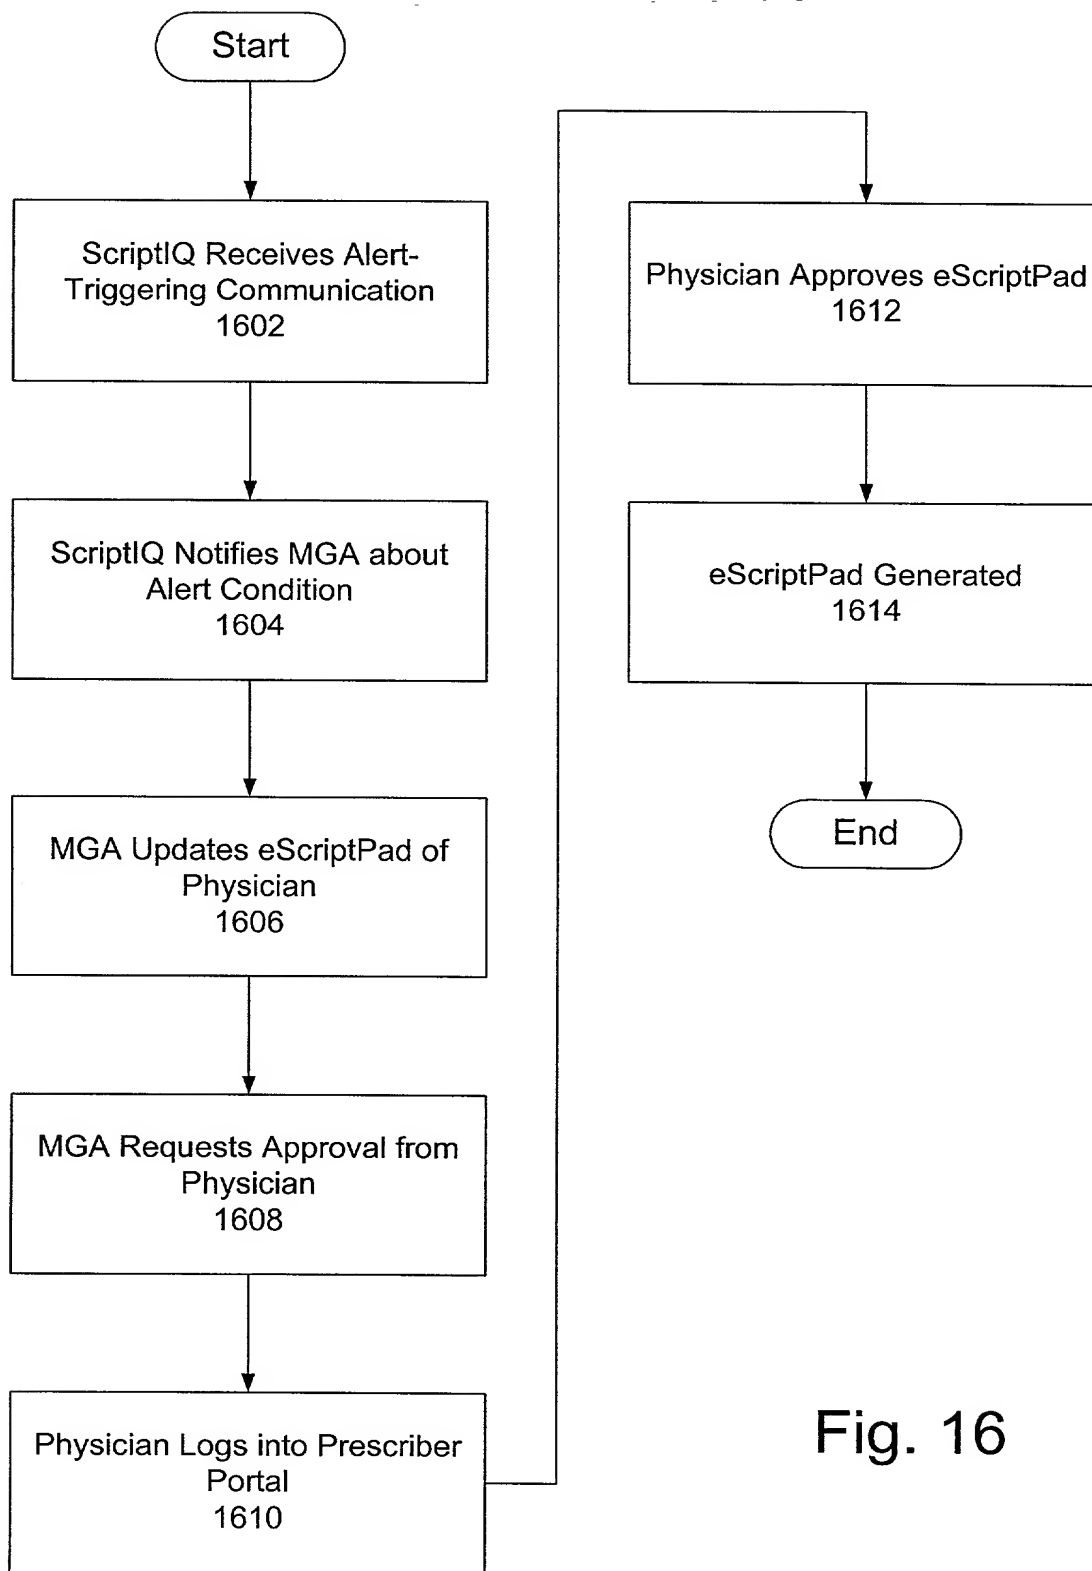 Start
ScriptIQ Receives Alert-
Triggering Communication
1602
ScriptIQ Notifies MGA about
Alert Condition
1604
MGA Updates eScriptPad of
Physician
1606
MGA Requests Approval from
Physician
1608
Physician Logs into Prescriber
Portal
1610
Physician Approves eScriptPad
1612
eScriptPad Generated
1614
End
Fig. 16